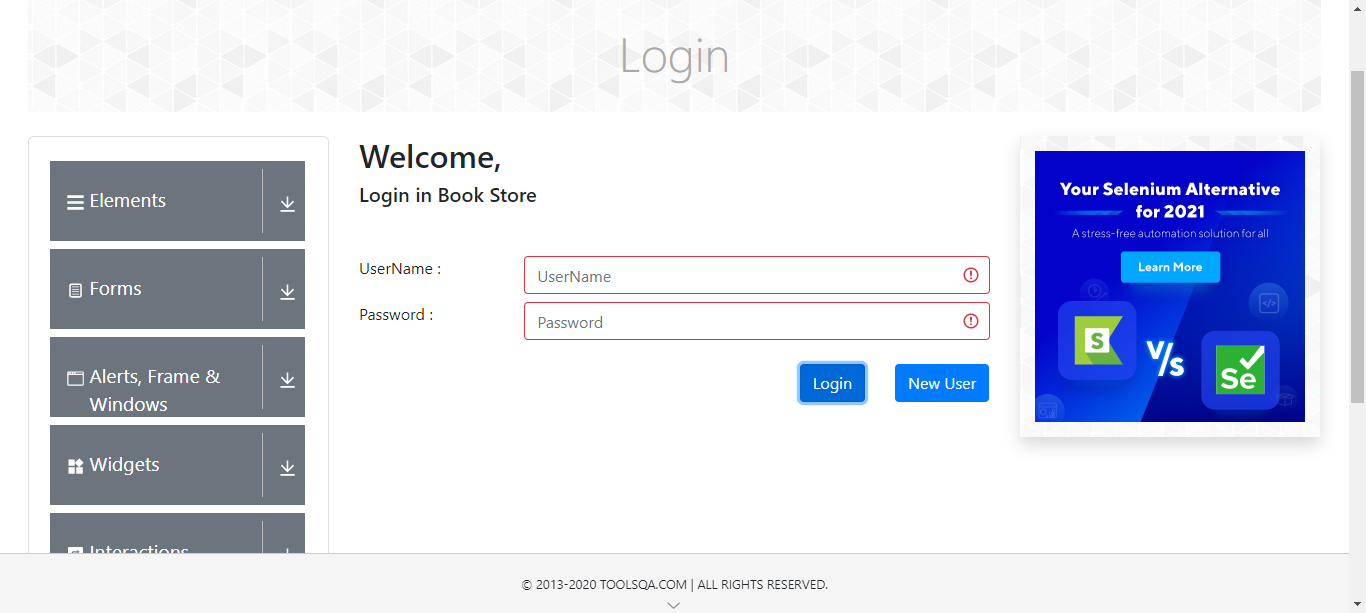 Login
Elements
Forms
Alerts, Frame &
Windows
Widgets
Interactions
Welcome,
Login in Book Store
UserName :
UserName
Password :
Password
Login
New User
Your Selenium Alternative
for 2021
A stress-free automation solution for all
Learn More
S
V/s
Se
© 2013-2020 TOOLSQA.COM | ALL RIGHTS RESERVED.